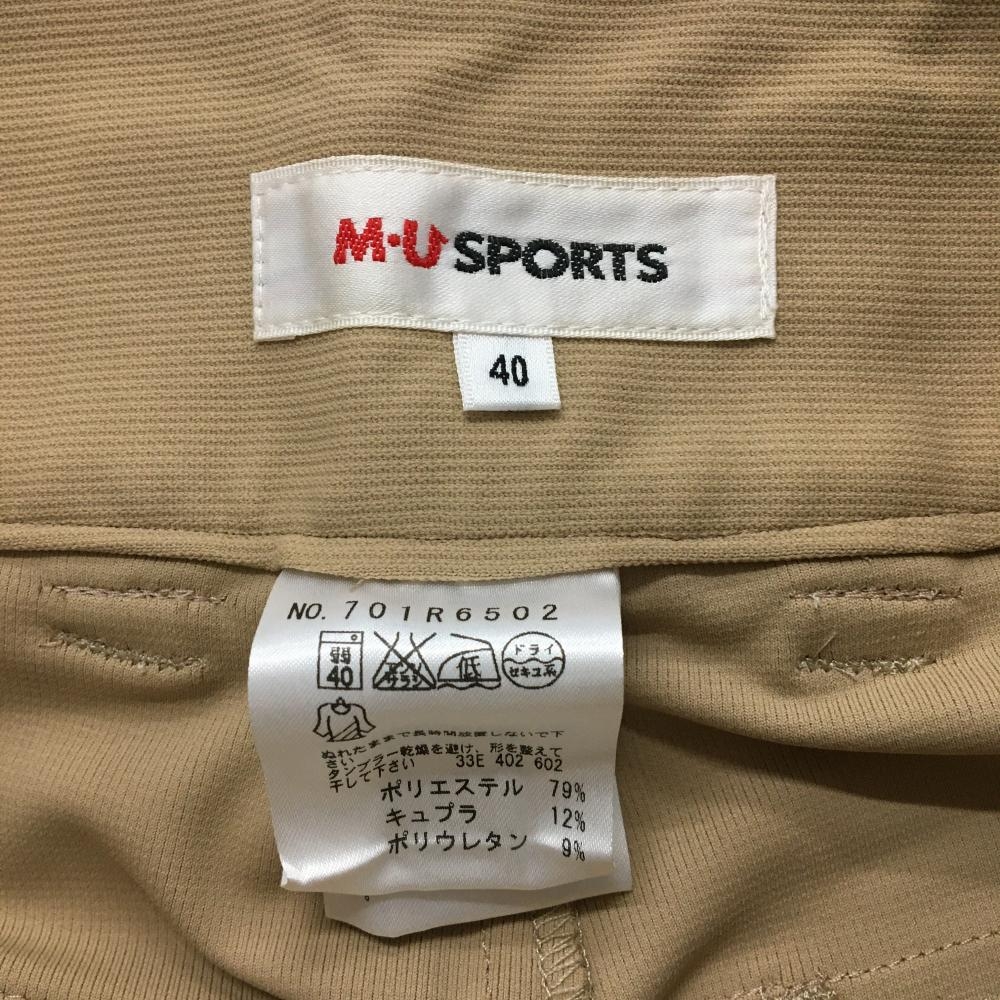 M・U SPORTS
40
NO. 701R6502
弱
40
サラシ
低
ドライ
セキユ系
ぬれたままで長時間放置しないで下
さい タンブラー乾燥を避け、形を整えて
干して下さい 33E 402 602
ポリエステル 79%
キュプラ 12%
ポリウレタン 9%